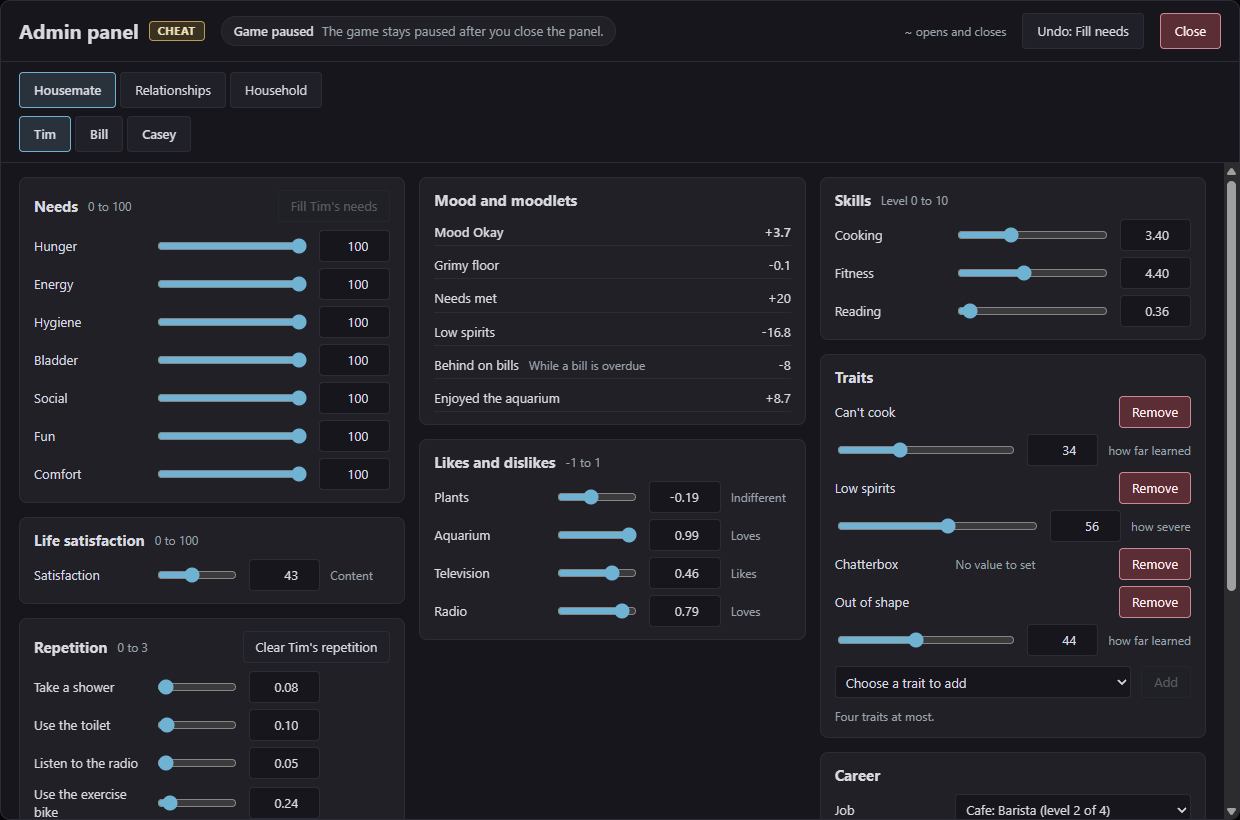 Admin panel CHEAT Game paused The game stays paused after you close the panel. ~ opens and closes Undo: Fill needs Close
Housemate Relationships Household
Tim Bill Casey
Needs 0 to 100 Fill Tim's needs
Hunger 100
Energy 100
Hygiene 100
Bladder 100
Social 100
Fun 100
Comfort 100
Life satisfaction 0 to 100
Satisfaction 43 Content
Repetition 0 to 3 Clear Tim's repetition
Take a shower 0.08
Use the toilet 0.10
Listen to the radio 0.05
Use the exercise
bike 0.24
Mood and moodlets
Mood Okay +3.7
Grimy floor -0.1
Needs met +20
Low spirits -16.8
Behind on bills While a bill is overdue -8
Enjoyed the aquarium +8.7
Likes and dislikes -1 to 1
Plants -0.19 Indifferent
Aquarium 0.99 Loves
Television 0.46 Likes
Radio 0.79 Loves
Skills Level 0 to 10
Cooking 3.40
Fitness 4.40
Reading 0.36
Traits
Can't cook Remove
34 how far learned
Low spirits Remove
56 how severe
Chatterbox No value to set Remove
Out of shape Remove
44 how far learned
Choose a trait to add Add
Four traits at most.
Career
Job Cafe: Barista (level 2 of 4)